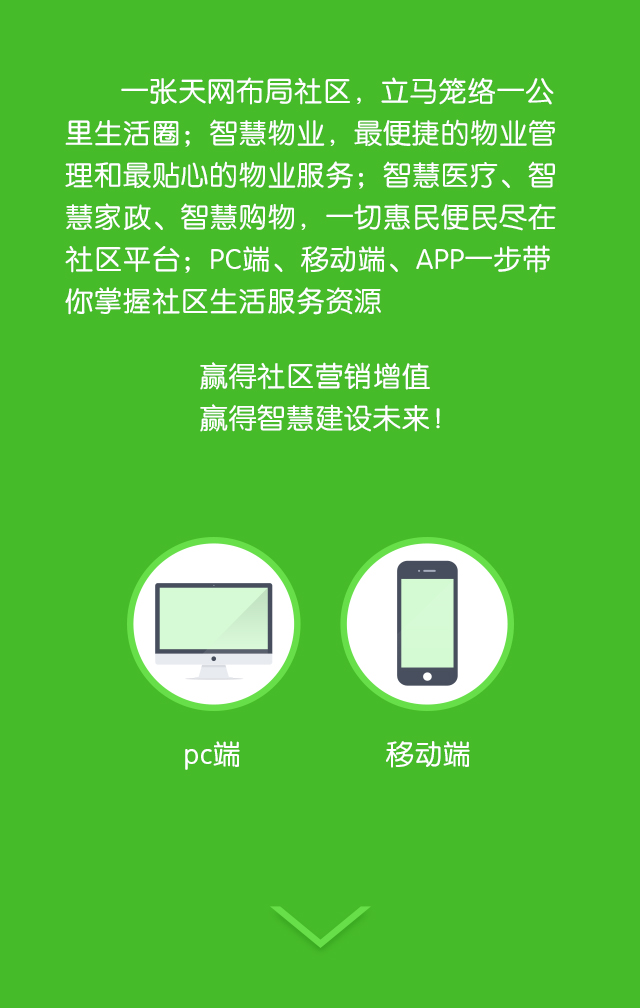 一张天网布局社区，立马笼络一公
里生活圈；智慧物业，最便捷的物业管
理和最贴心的物业服务；智慧医疗、智
慧家政、智慧购物，一切惠民便民尽在
社区平台；PC端、移动端、APP一步带
你掌握社区生活服务资源
赢得社区营销增值
赢得智慧建设未来！
pc端
移动端